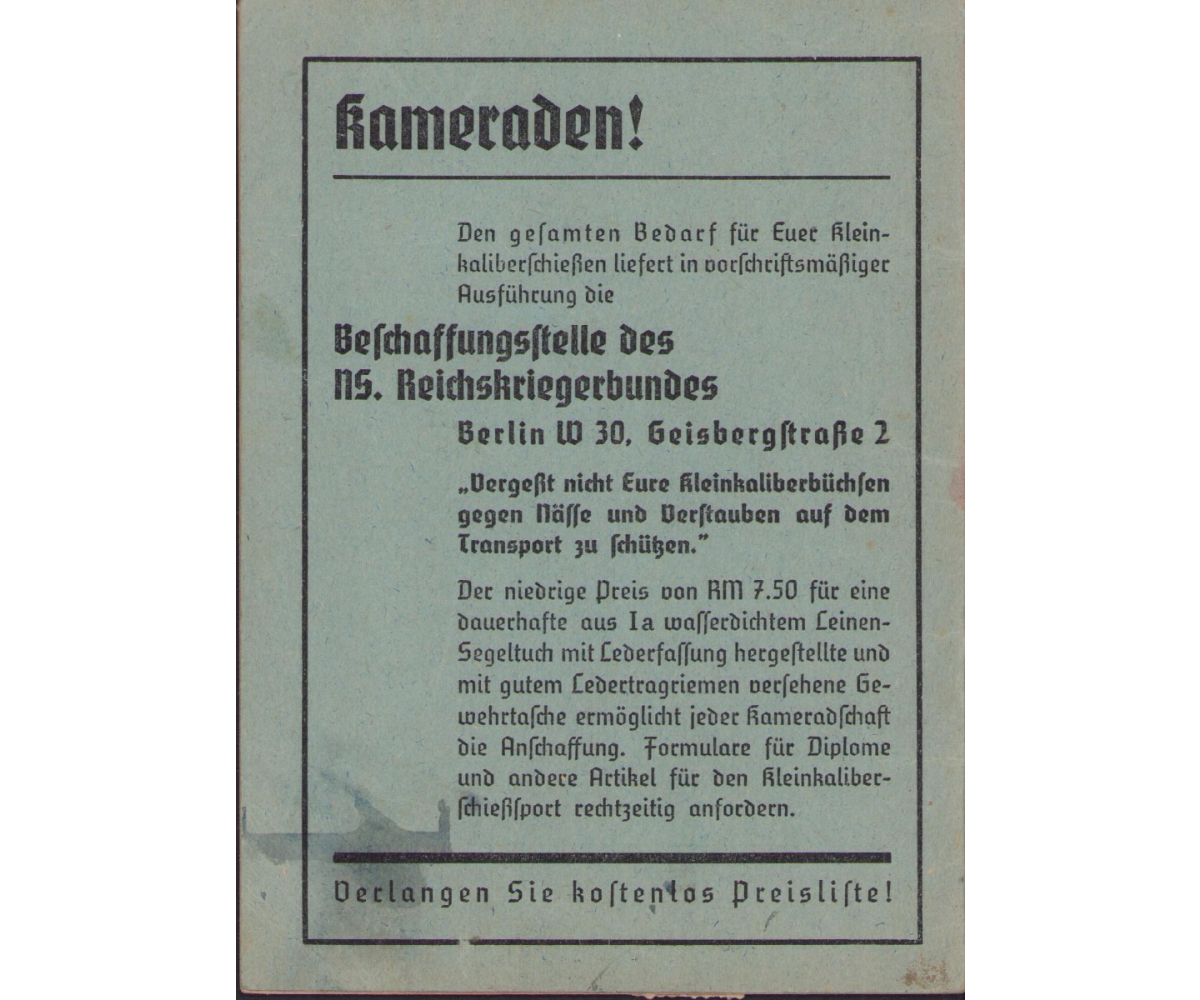 Kameraden!
Den gesamten Bedarf für Euer Klein-
kaliberschießen liefert in vorschriftsmäßiger
Ausführung die
Beschaffungsstelle des
NS. Reichskriegerbundes
Berlin W 30, Geisbergstraße 2
„Vergeßt nicht Eure Kleinkaliberbüchsen
gegen Nässe und Verstauben auf dem
Transport zu schützen.”
Der niedrige Preis von RM 7.50 für eine
dauerhafte aus Ia wasserdichtem Leinen-
Segeltuch mit Lederfassung hergestellte und
mit gutem Ledertragriemen versehene Ge-
wehrtasche ermöglicht jeder Kameradschaft
die Anschaffung. Formulare für Diplome
und andere Artikel für den Kleinkaliber-
schießsport rechtzeitig anfordern.
Verlangen Sie kostenlos Preisliste!